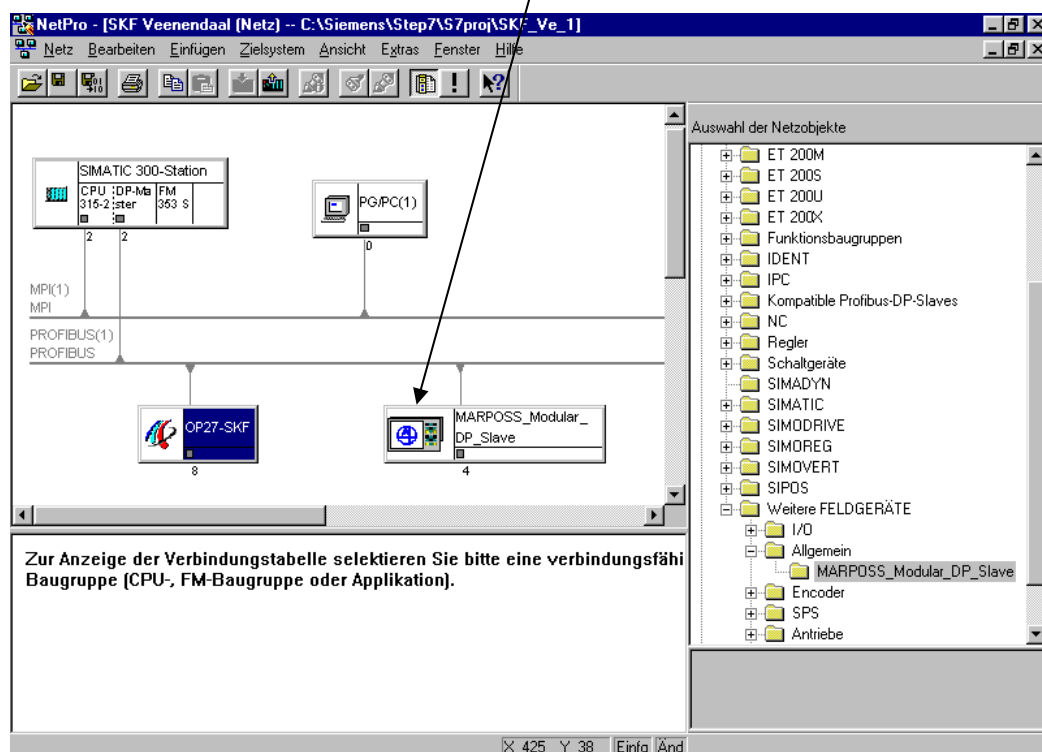 NetPro - [SKF Veenendaal (Netz) -- C:\Siemens\Step7\S7proj\SKF_Ve_1]
Netz Bearbeiten Einfügen Zielsystem Ansicht Extras Fenster Hilfe
SIMATIC 300-Station
CPU DP-Ma FM
315-2 ster 353 S
2 2
PG/PC(1)
0
MPI(1)
MPI
PROFIBUS(1)
PROFIBUS
OP27-SKF
8
MARPOSS_Modular_
DP_Slave
4
Auswahl der Netzobjekte
ET 200M
ET 200S
ET 200U
ET 200X
Funktionsbaugruppen
IDENT
IPC
Kompatible Profibus-DP-Slaves
NC
Regler
Schaltgeräte
SIMADYN
SIMATIC
SIMODRIVE
SIMOREG
SIMOVERT
SIPOS
Weitere FELDGERÄTE
I/O
Allgemein
MARPOSS_Modular_DP_Slave
Encoder
SPS
Antriebe
Zur Anzeige der Verbindungstabelle selektieren Sie bitte eine verbindungsfähi
Baugruppe (CPU-, FM-Baugruppe oder Applikation).
X 425 Y 38 Einfg Änd